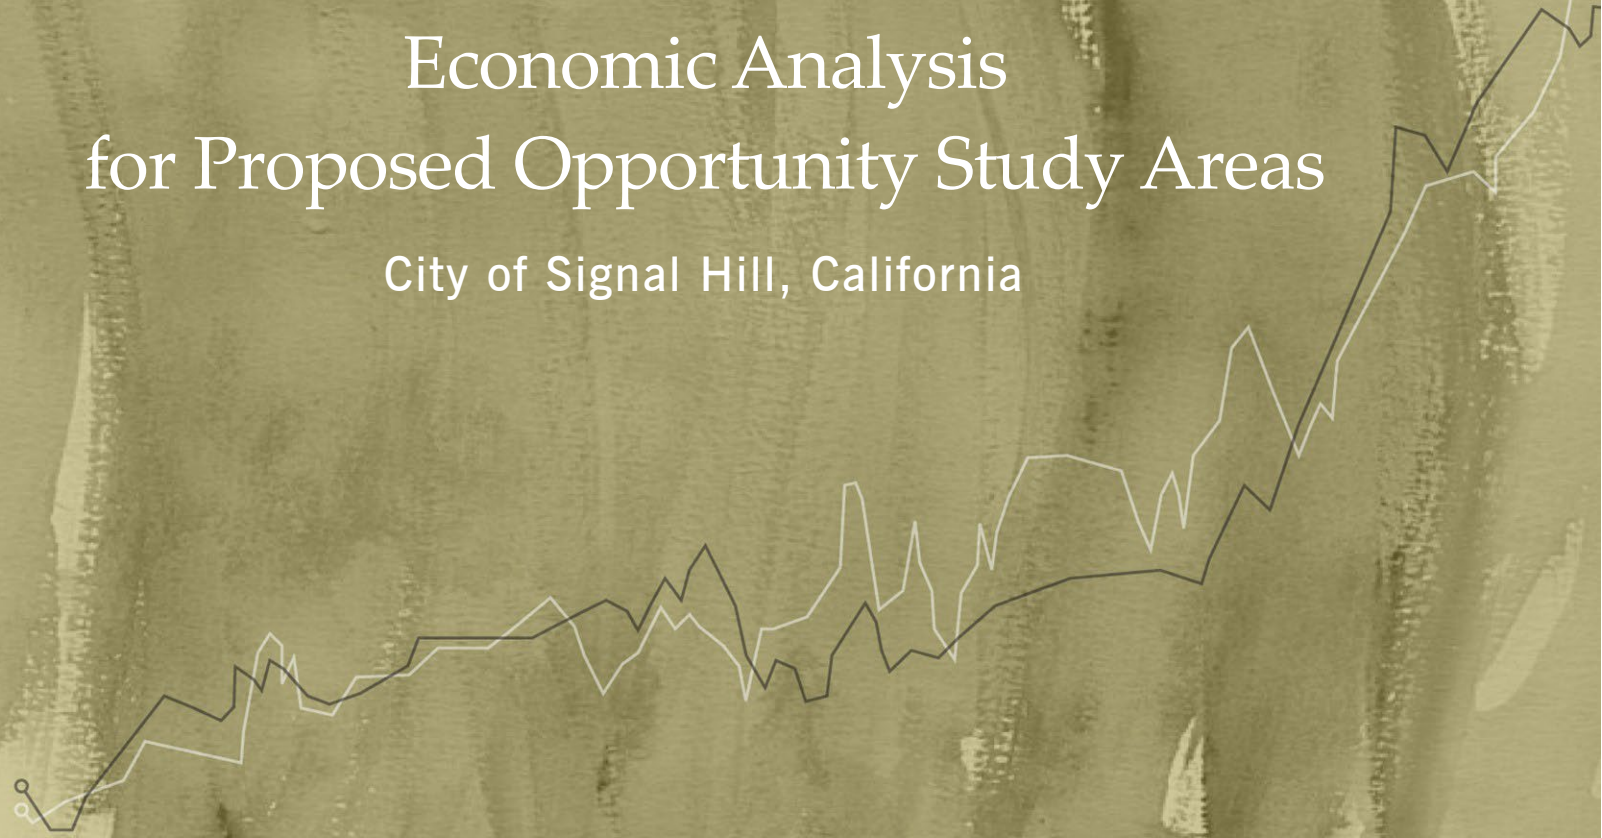 Economic Analysis
for Proposed Opportunity Study Areas
City of Signal Hill, California